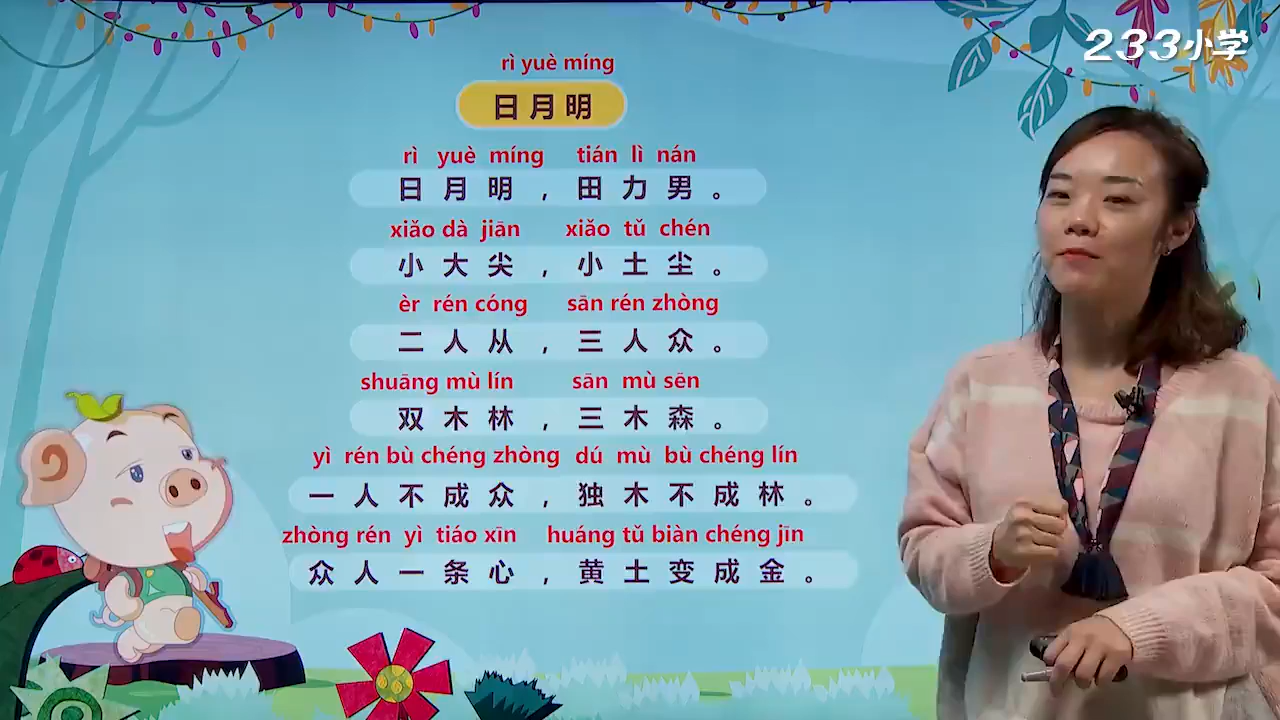 233小学
rì yuè míng
日月明
rì yuè míng tián lì nán
日月明，田力男。
xiǎo dà jiān xiǎo tǔ chén
小大尖，小土尘。
èr rén cóng sān rén zhòng
二人从，三人众。
shuāng mù lín sān mù sēn
双木林，三木森。
yì rén bù chéng zhòng dú mù bù chéng lín
一人不成众，独木不成林。
zhòng rén yì tiáo xīn huáng tǔ biàn chéng jīn
众人一条心，黄土变成金。